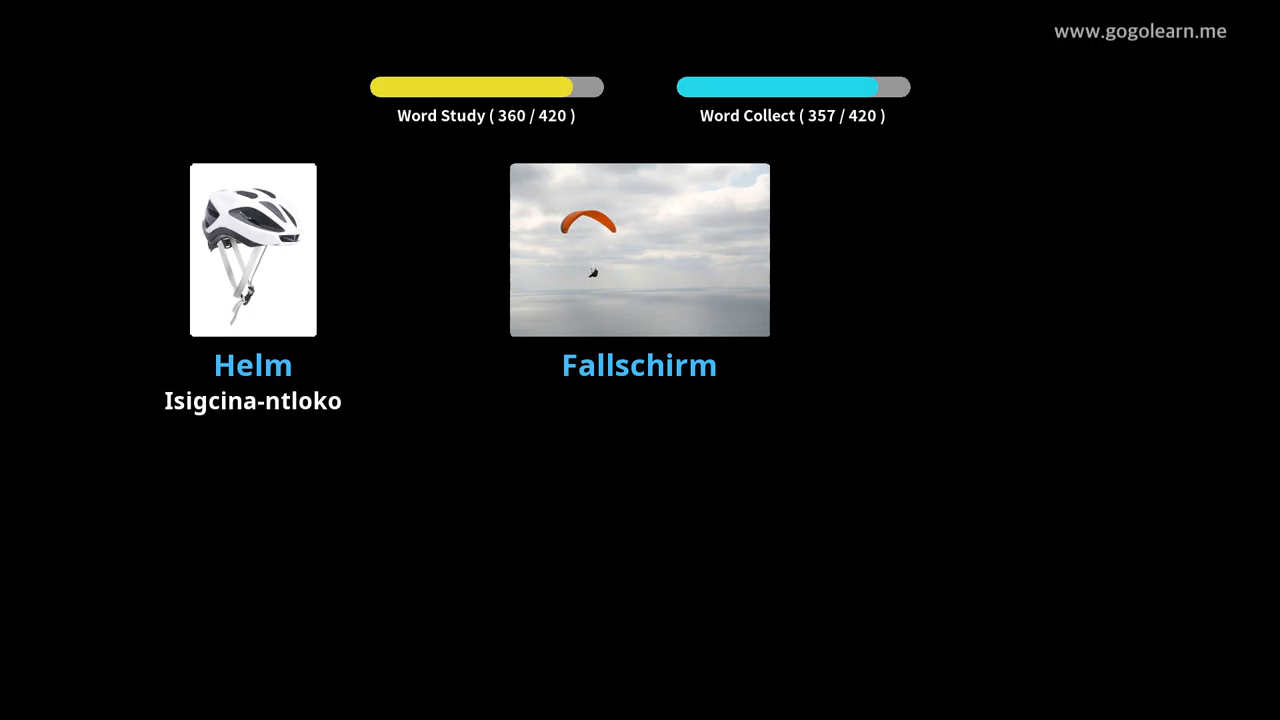 www.gogolearn.me
Word Study ( 360 / 420 )
Word Collect ( 357 / 420 )
Helm
Isigcina-ntloko
Fallschirm